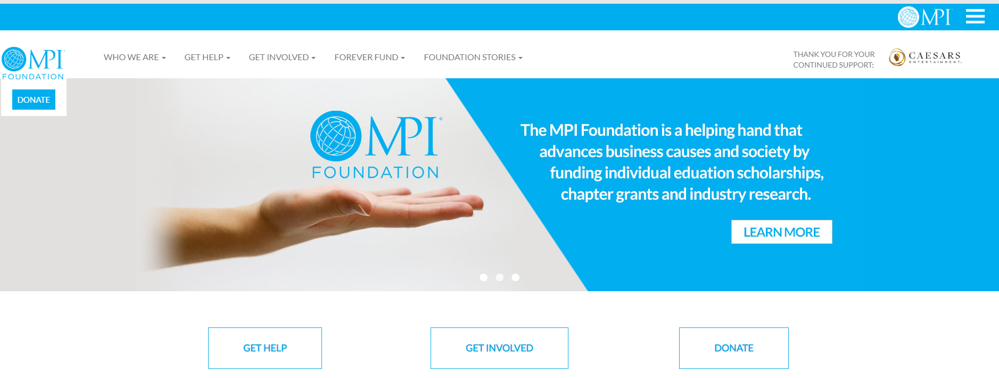 MPI
MPI
FOUNDATION
DONATE
WHO WE ARE
GET HELP
GET INVOLVED
FOREVER FUND
FOUNDATION STORIES
THANK YOU FOR YOUR
CONTINUED SUPPORT:
CAESARS
ENTERTAINMENT.
MPI®
FOUNDATION
The MPI Foundation is a helping hand that
advances business causes and society by
funding individual eduation scholarships,
chapter grants and industry research.
LEARN MORE
GET HELP
GET INVOLVED
DONATE